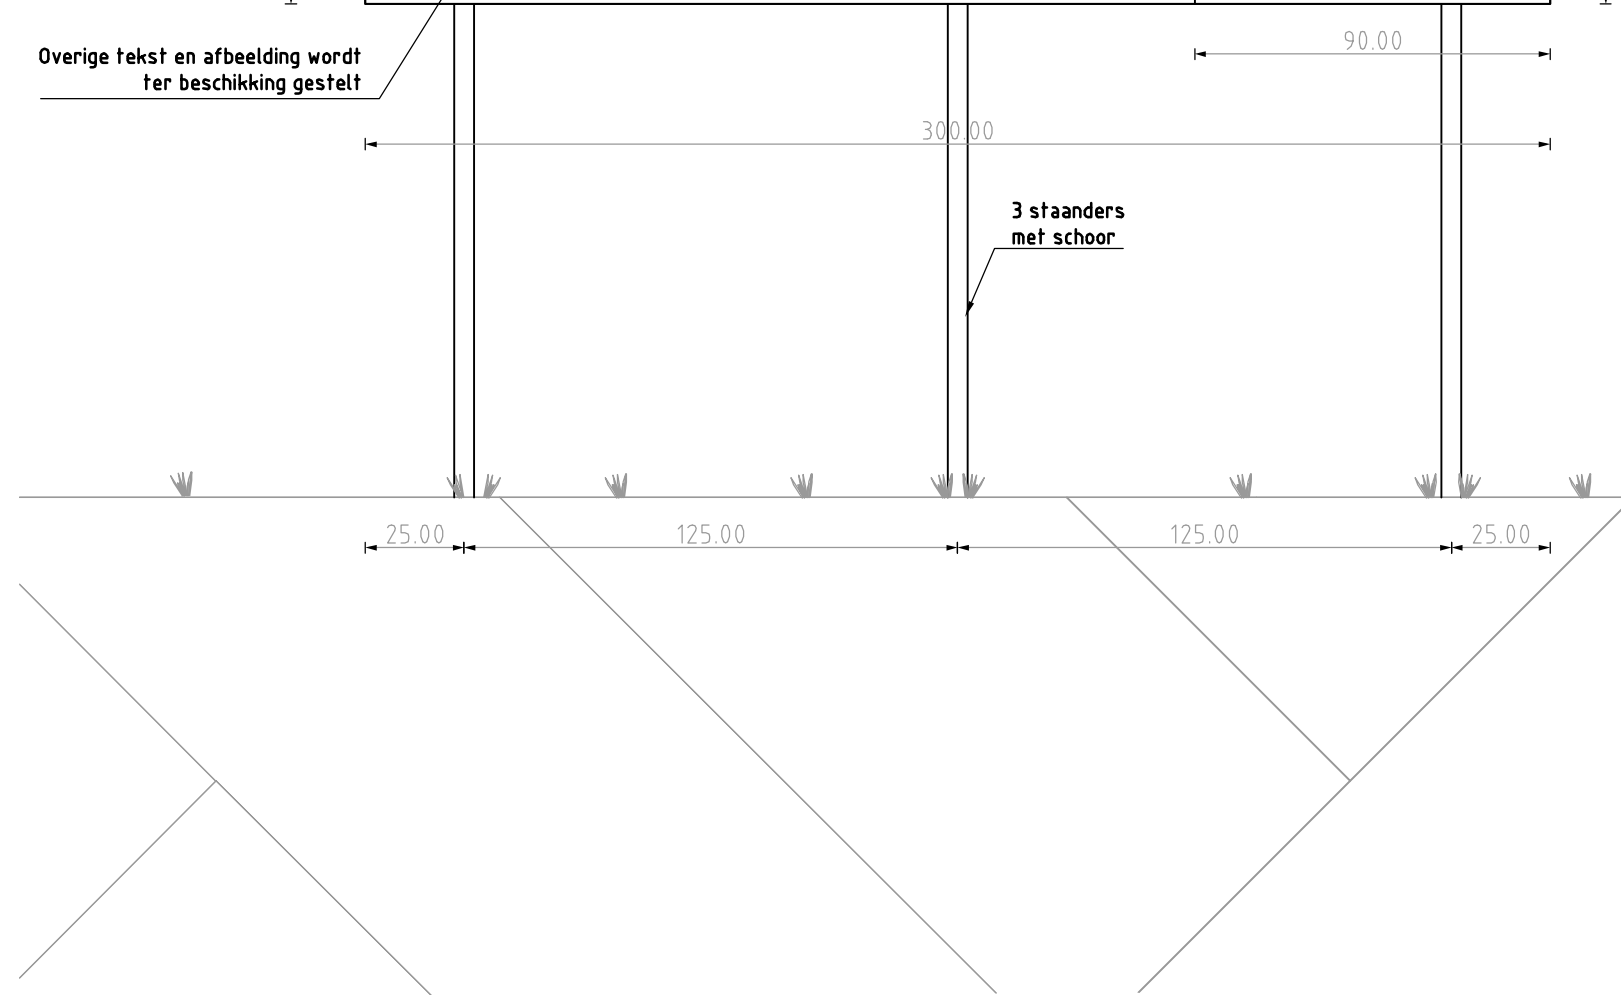 90.00
Overige tekst en afbeelding wordt
ter beschikking gestelt
300.00
3 staanders
met schoor
25.00 125.00 125.00 25.00